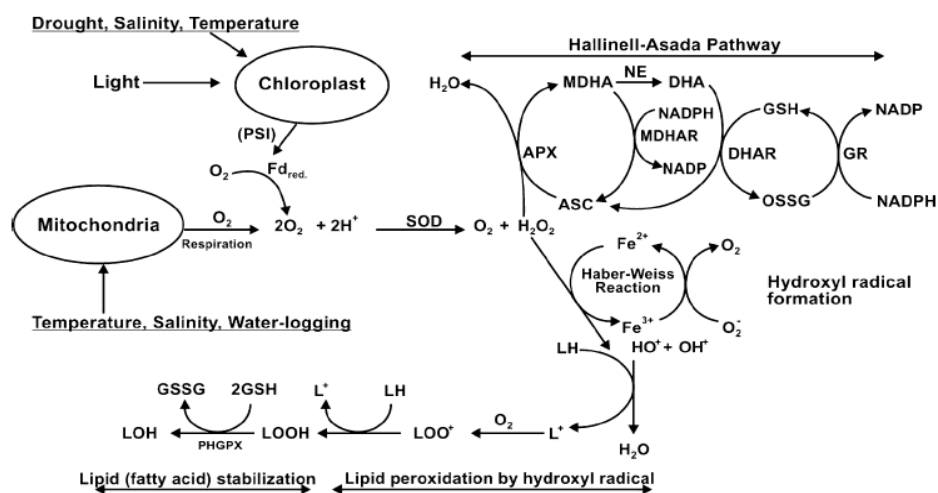 Drought, Salinity, Temperature
Hallinell-Asada Pathway
Light
Chloroplast
H₂O
MDHA
NE
DHA
NADPH
GSH
NADP
(PSI)
MDHAR
APX
NADP
DHAR
GR
O₂
Fd red.
ASC
OSSG
NADPH
Mitochondria
O₂
Respiration
2O₂ + 2H⁺
SOD
O₂ + H₂O₂
Fe²⁺
O₂
Haber-Weiss
Reaction
Hydroxyl radical
formation
Temperature, Salinity, Water-logging
Fe³⁺
O₂⁻
LH
HO⁺ + OH⁺
GSSG
2GSH
L⁺
LH
LOH
PHGPX
LOOH
LOO⁺
O₂
L⁺
H₂O
Lipid (fatty acid) stabilization
Lipid peroxidation by hydroxyl radical